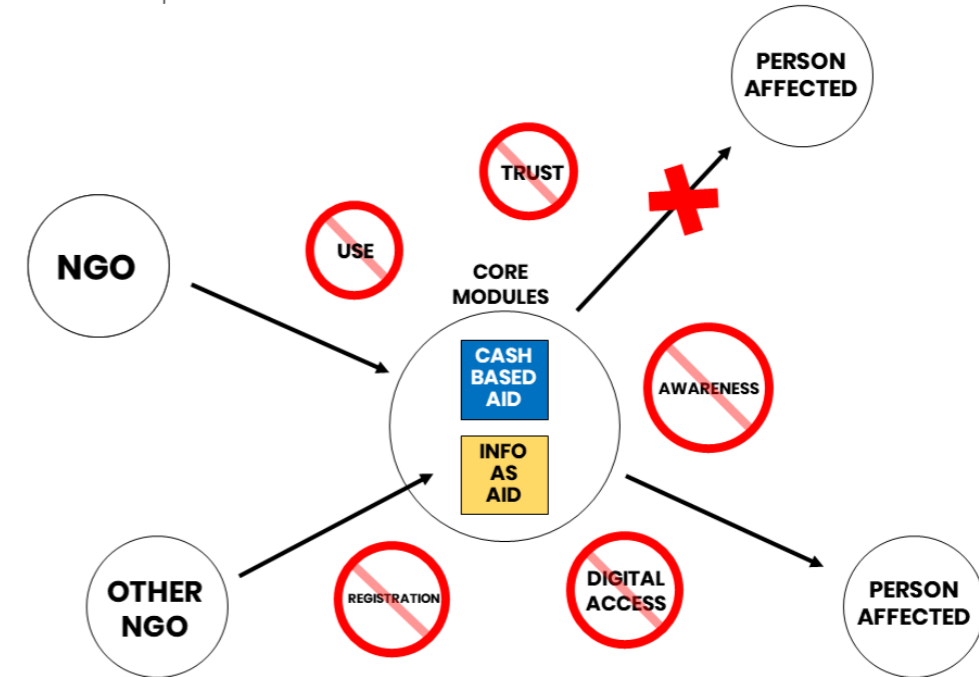 PERSON
AFFECTED
TRUST
USE
NGO
CORE
MODULES
CASH
BASED
AID
AWARENESS
INFO
AS
AID
DIGITAL
ACCESS
REGISTRATION
OTHER
NGO
PERSON
AFFECTED